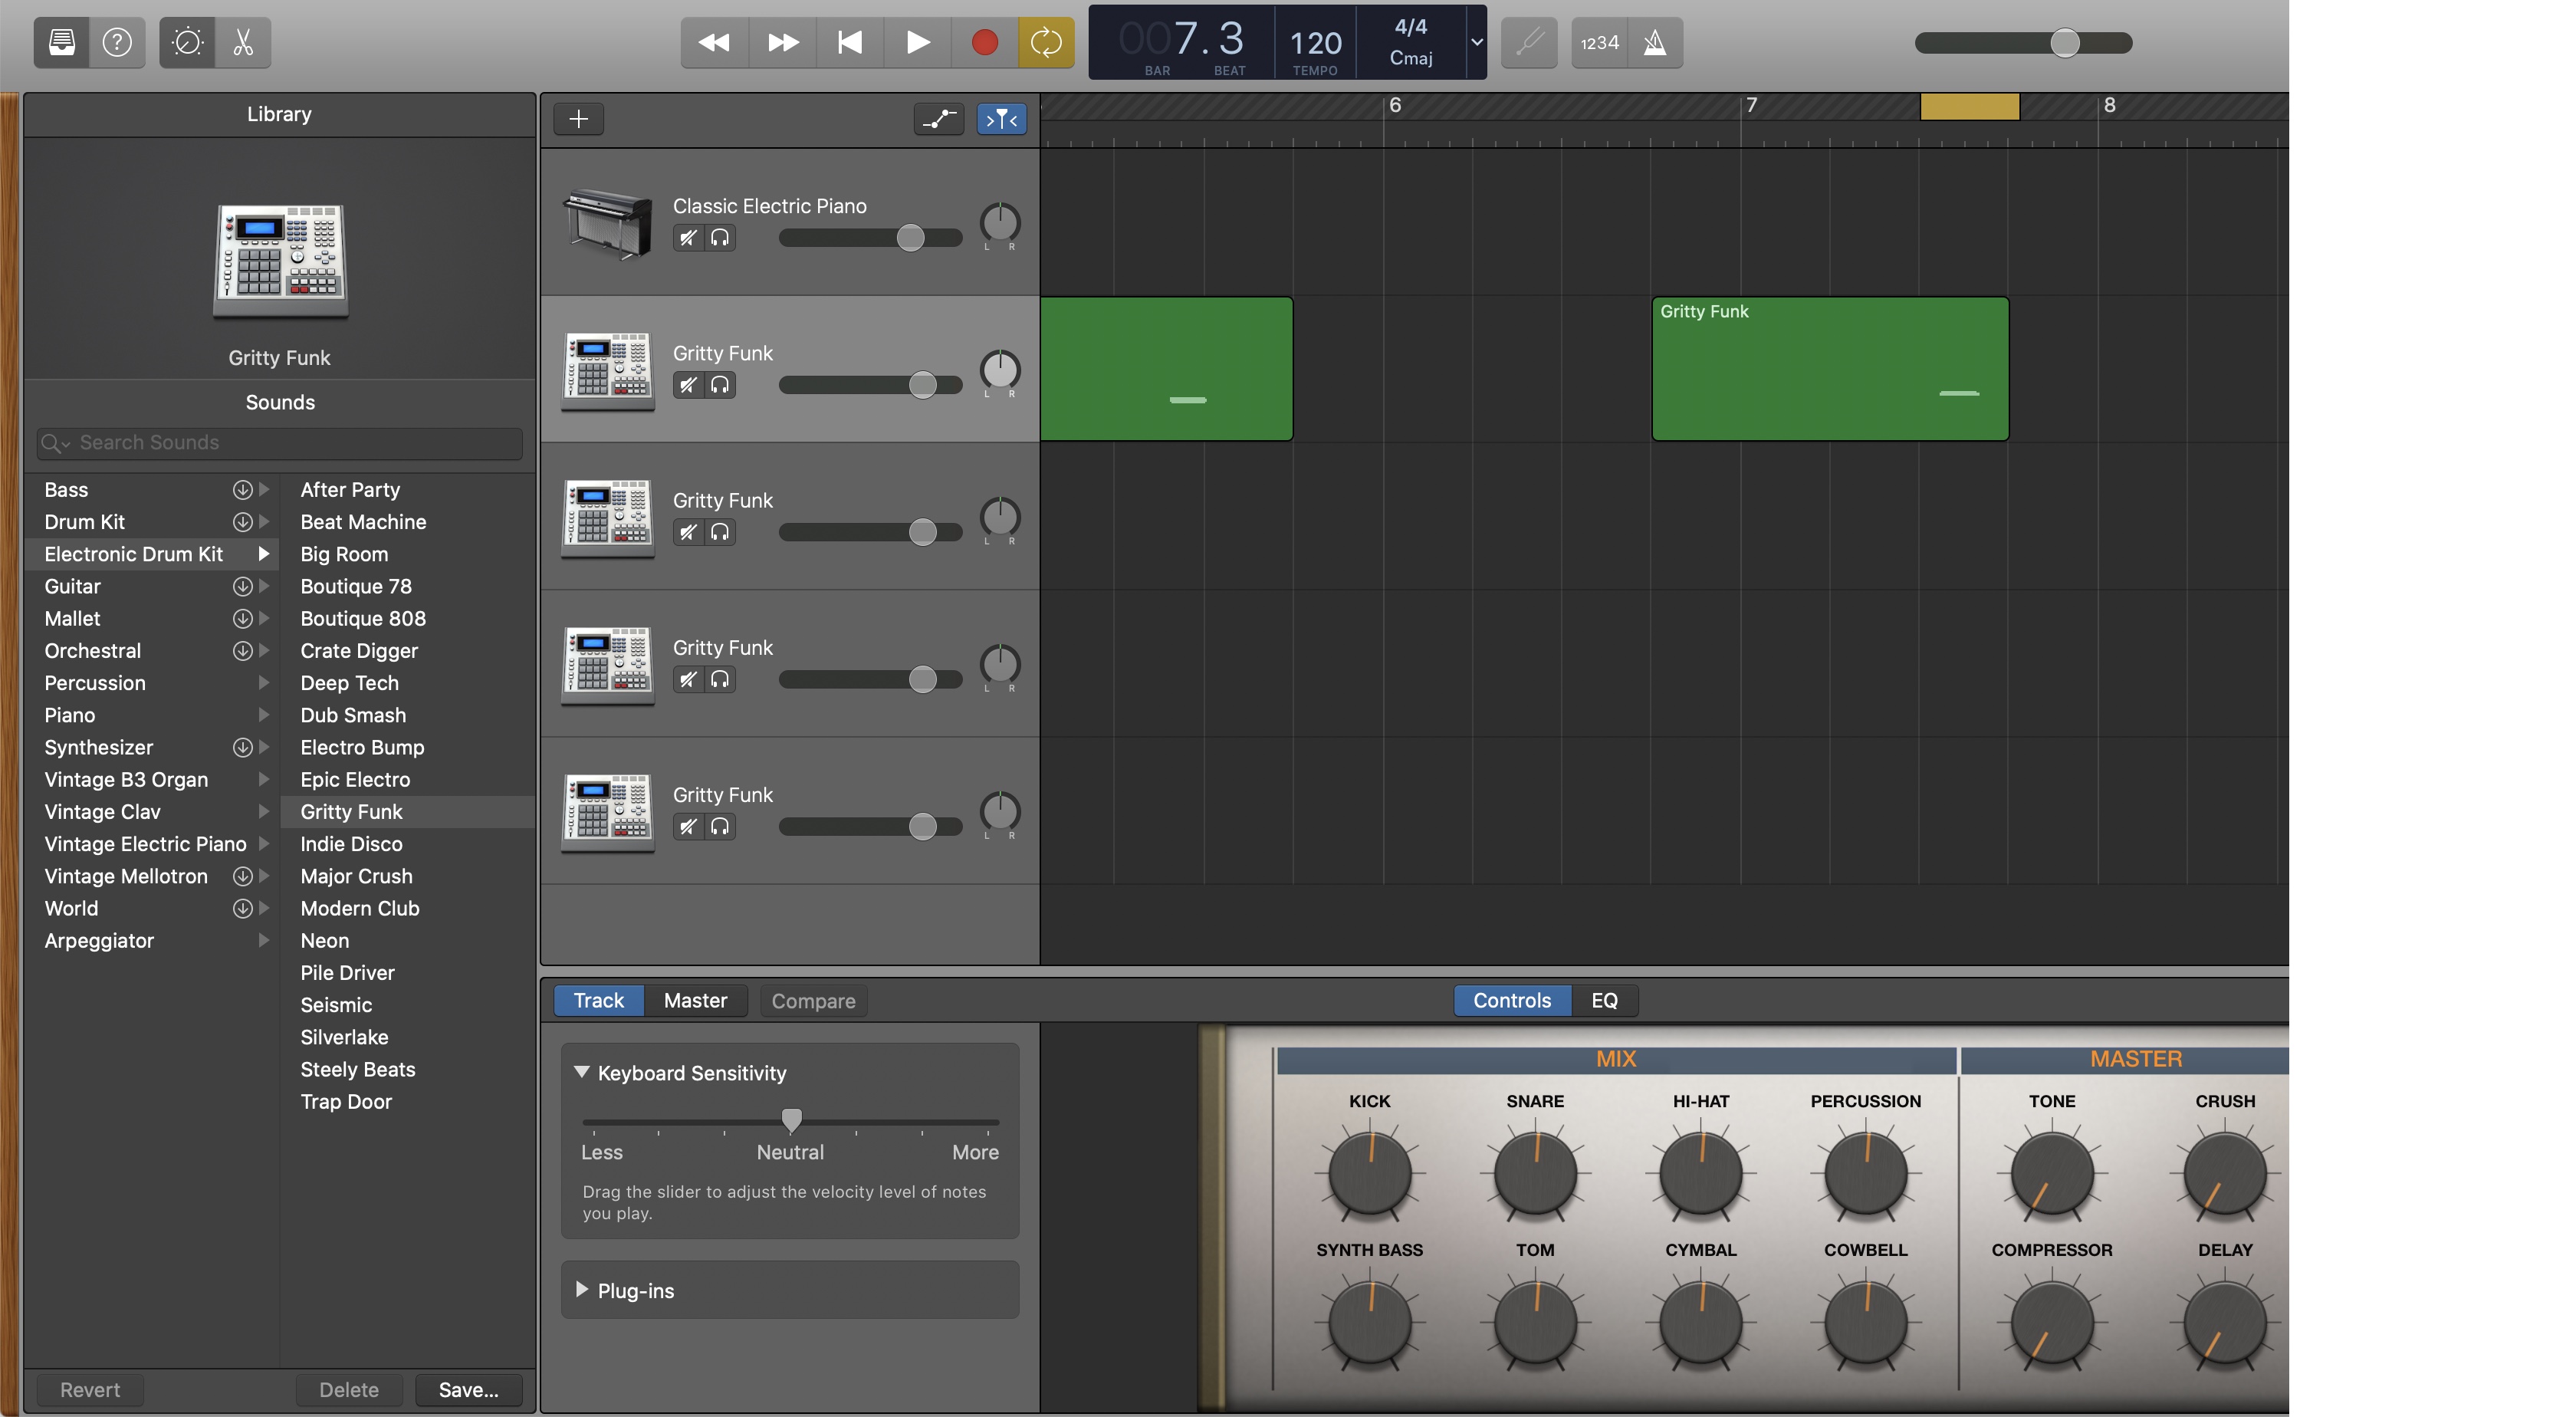 007. 3
120
4/4
Cmaj
BAR
BEAT
TEMPO
1234
Library
6
7
8
Gritty Funk
Sounds
Search Sounds
Bass
Drum Kit
Electronic Drum Kit
Guitar
Mallet
Orchestral
Percussion
Piano
Synthesizer
Vintage B3 Organ
Vintage Clav
Vintage Electric Piano
Vintage Mellotron
World
Arpeggiator
After Party
Beat Machine
Big Room
Boutique 78
Boutique 808
Crate Digger
Deep Tech
Dub Smash
Electro Bump
Epic Electro
Gritty Funk
Indie Disco
Major Crush
Modern Club
Neon
Pile Driver
Seismic
Silverlake
Steely Beats
Trap Door
Revert
Delete
Save...
Classic Electric Piano
L R
Gritty Funk
L R
Gritty Funk
L R
Gritty Funk
L R
Gritty Funk
L R
Gritty Funk
Track
Master
Compare
Controls
EQ
Keyboard Sensitivity
Less
Neutral
More
Drag the slider to adjust the velocity level of notes
you play.
Plug-ins
MIX
MASTER
KICK
SNARE
HI-HAT
PERCUSSION
TONE
CRUSH
SYNTH BASS
TOM
CYMBAL
COWBELL
COMPRESSOR
DELAY